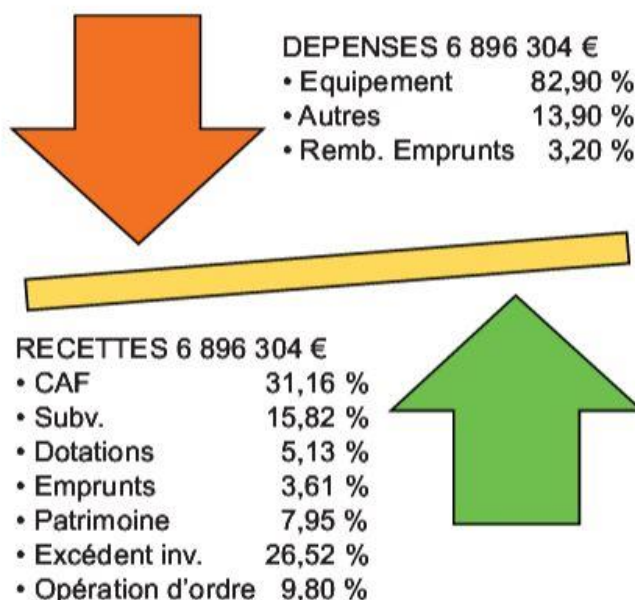 DEPENSES 6 896 304 €
• Equipement 82,90 %
• Autres 13,90 %
• Remb. Emprunts 3,20 %
RECETTES 6 896 304 €
• CAF 31,16 %
• Subv. 15,82 %
• Dotations 5,13 %
• Emprunts 3,61 %
• Patrimoine 7,95 %
• Excédent inv. 26,52 %
• Opération d'ordre 9,80 %